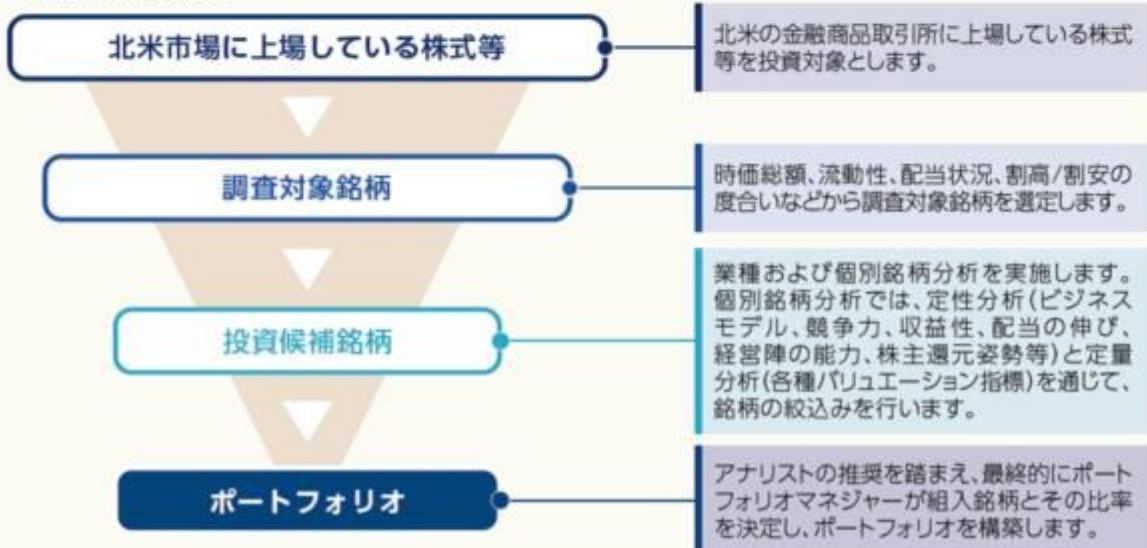 北米市場に上場している株式等
北米の金融商品取引所に上場している株式
等を投資対象とします。
調査対象銘柄
時価総額、流動性、配当状況、割高/割安の
度合いなどから調査対象銘柄を選定します。
投資候補銘柄
業種および個別銘柄分析を実施します。
個別銘柄分析では、定性分析(ビジネス
モデル、競争力、収益性、配当の伸び、
経営陣の能力、株主還元姿勢等)と定量
分析(各種バリュエーション指標)を通じて、
銘柄の絞込みを行います。
ポートフォリオ
アナリストの推奨を踏まえ、最終的にポート
フォリオマネジャーが組入銘柄とその比率
を決定し、ポートフォリオを構築します。